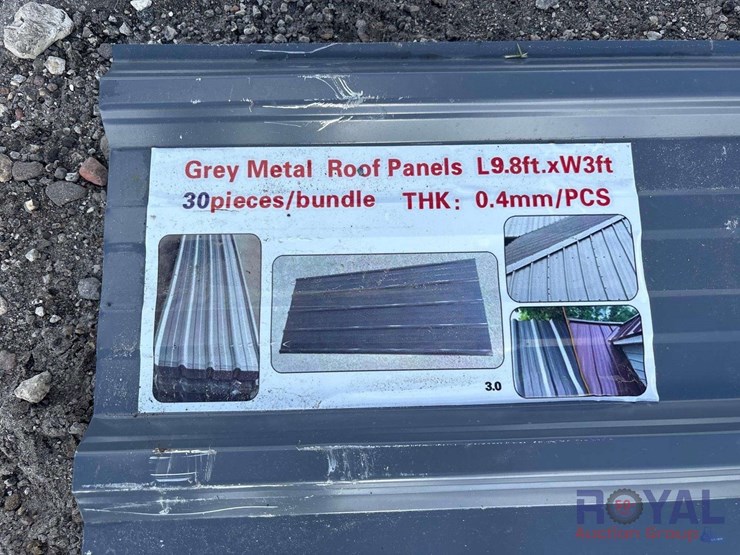 Grey Metal Roof Panels L9.8ft.xW3ft
30pieces/bundle THK: 0.4mm/PCS
3.0
ROYAL
Auction Group